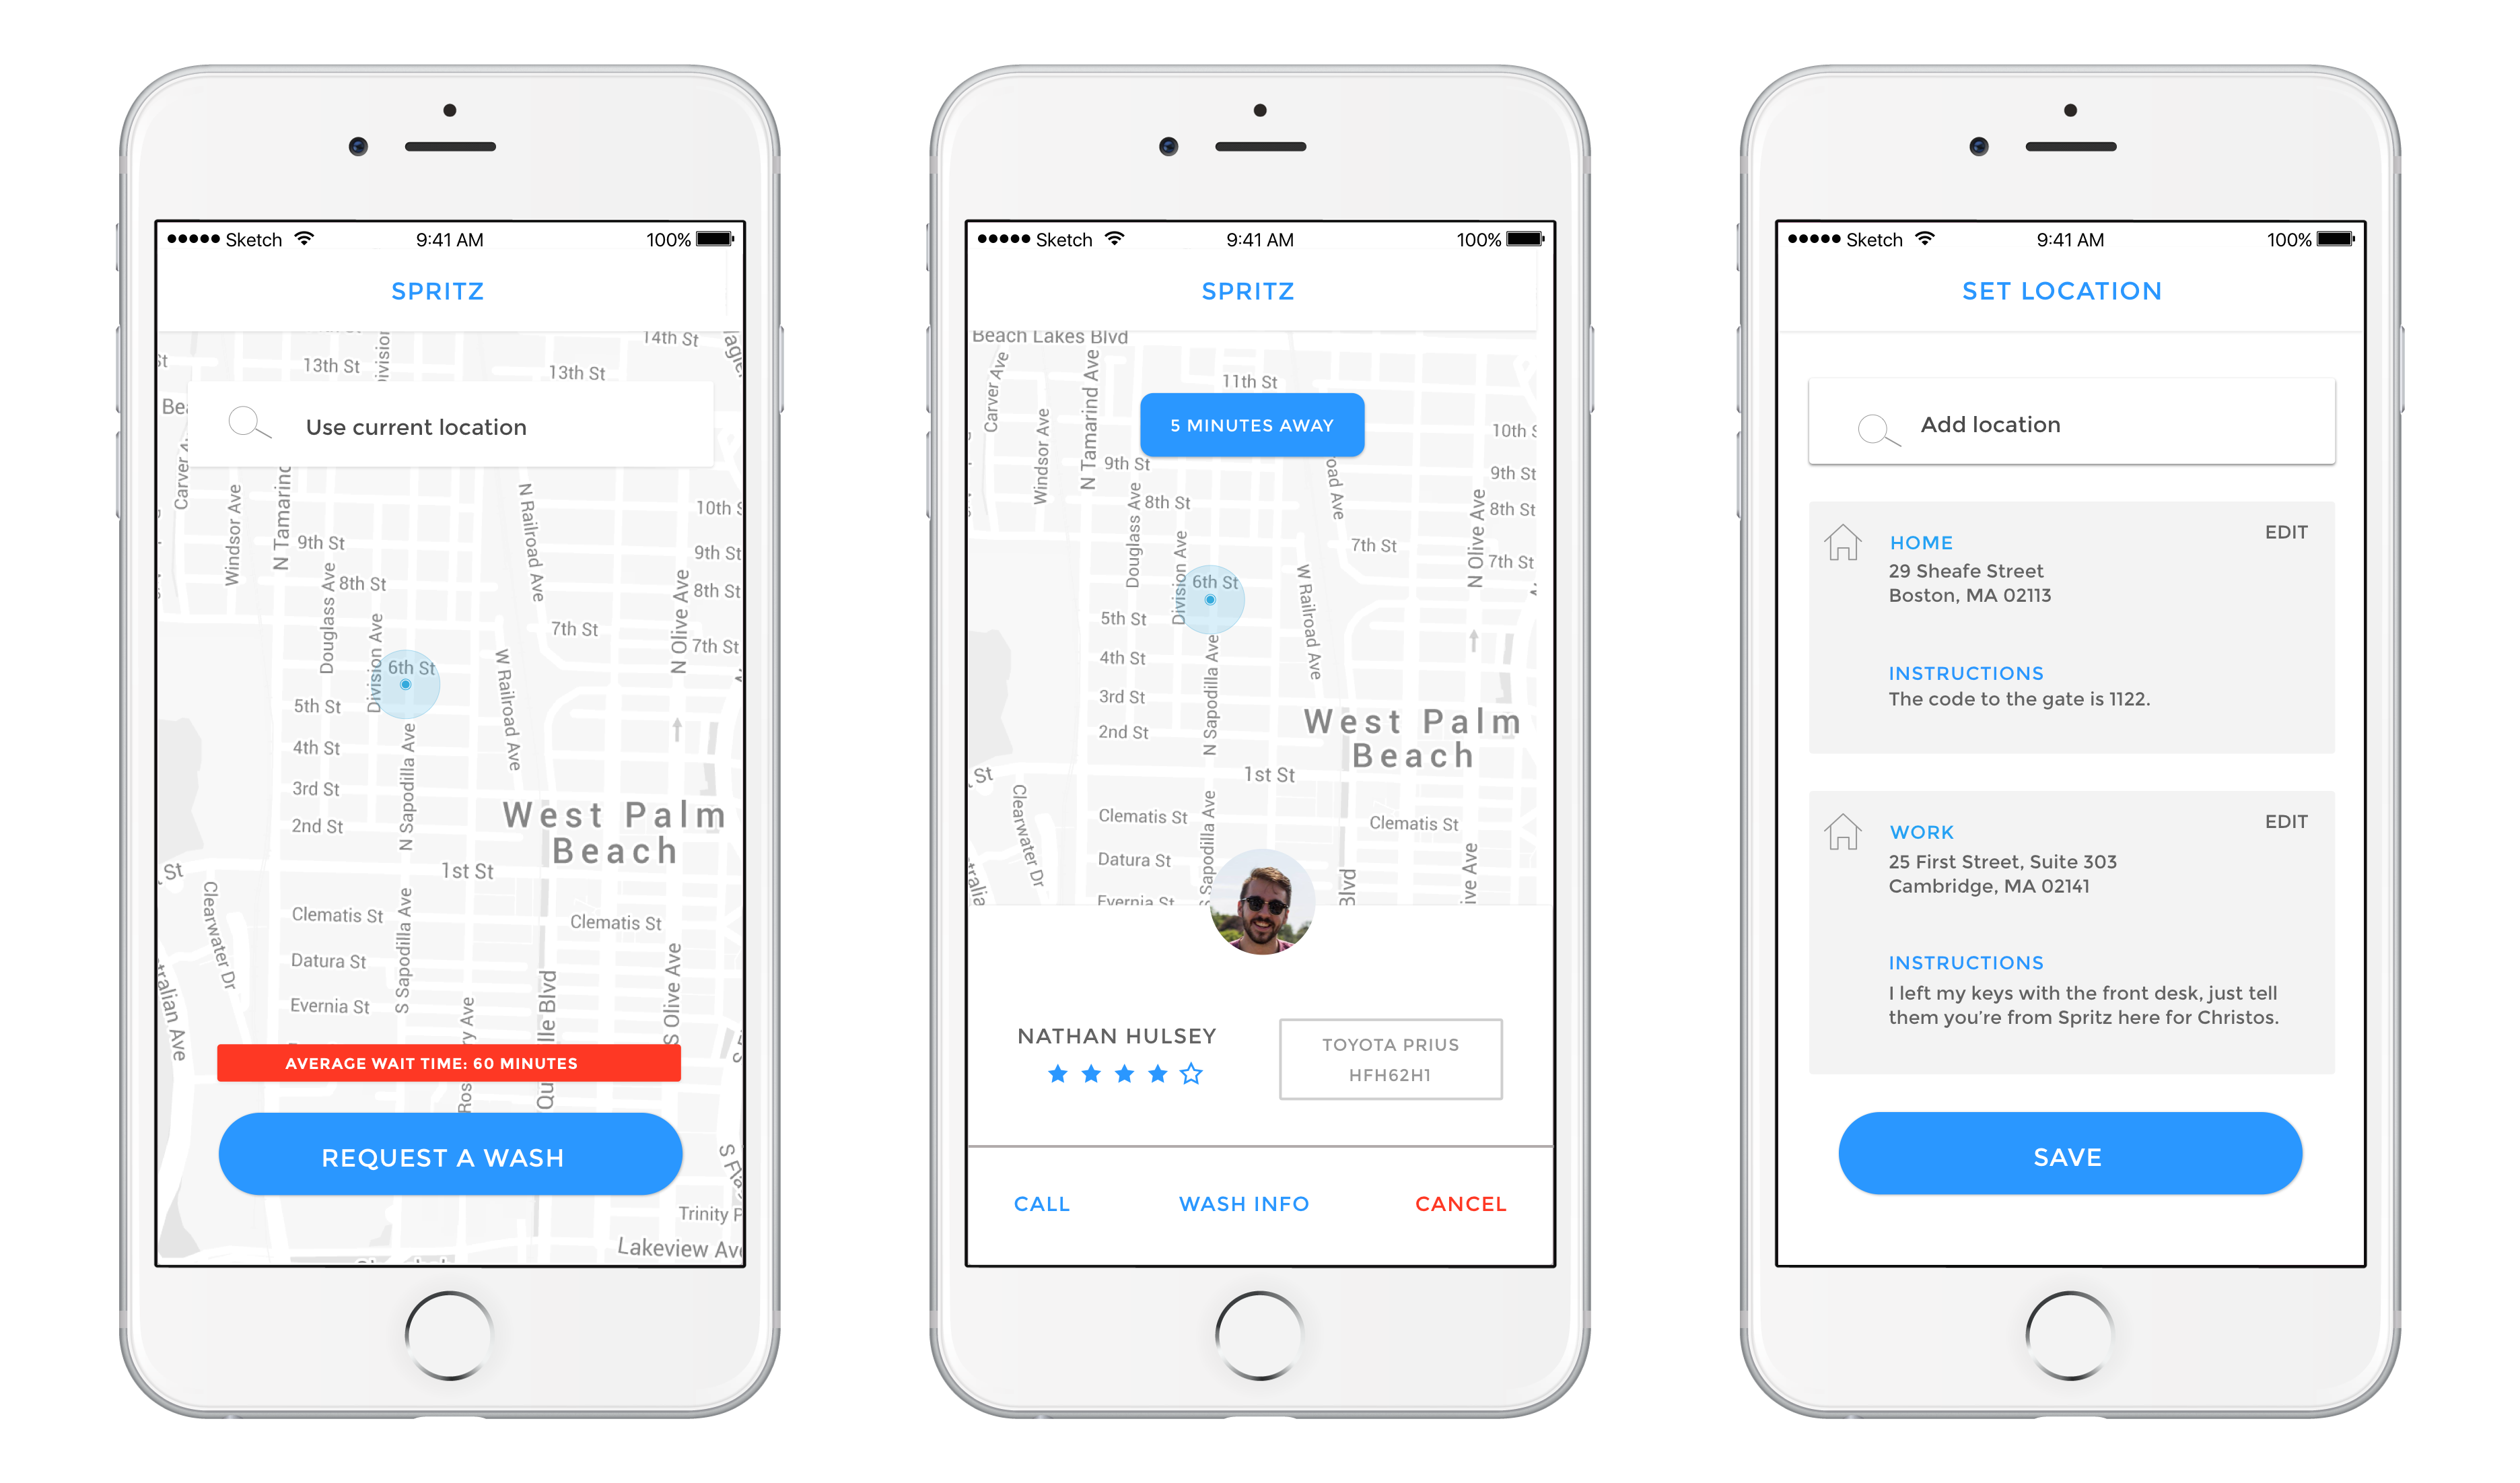 Sketch 9:41 AM 100%
SPRITZ
14th St
13th St
13th St
Use current location
N Tamarind
Windsor Ave
N Railroad Ave
10th
9th St
9th St
8th St
8th St
Douglass Ave
Division Ave
N Olive Ave
7th St
7th St
6th St
W Railroad Ave
5th St
4th St
3rd St
2nd St
N Sapodilla Ave
West Palm
Beach
1st St
St
Clearwater Dr
Clematis St
Clematis St
S Sapodilla Ave
Datura St
Evernia St
S Olive Ave
AVERAGE WAIT TIME: 60 MINUTES
REQUEST A WASH
Trinity P
Lakeview Ave
Sketch 9:41 AM 100%
SPRITZ
Beach Lakes Blvd
Carver Ave
N Tamarind Ave
11th St
5 MINUTES AWAY
Windsor Ave
10th
9th St
9th St
8th St
8th St
Douglass Ave
Division Ave
N Olive Ave
7th St
7th St
6th St
W Railroad Ave
5th St
4th St
3rd St
2nd St
N Sapodilla Ave
West Palm
Beach
1st St
St
Clearwater Dr
Clematis St
Clematis St
S Sapodilla Ave
Datura St
Evernia St
Blvd
NATHAN HULSEY
TOYOTA PRIUS
HFH62H1
CALL WASH INFO CANCEL
Sketch 9:41 AM 100%
SET LOCATION
Add location
HOME
EDIT
29 Sheafe Street
Boston, MA 02113
INSTRUCTIONS
The code to the gate is 1122.
WORK
EDIT
25 First Street, Suite 303
Cambridge, MA 02141
INSTRUCTIONS
I left my keys with the front desk, just tell
them you’re from Spritz here for Christos.
SAVE